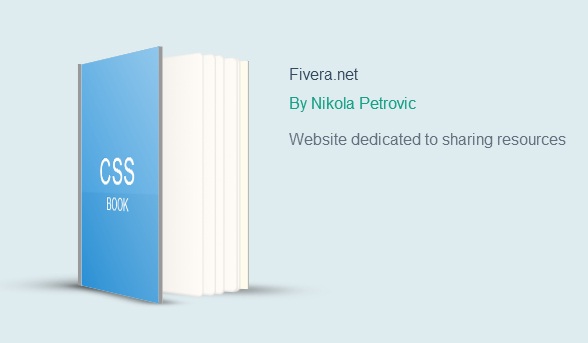 CSS
BOOK
Fivera.net
By Nikola Petrovic
Website dedicated to sharing resources